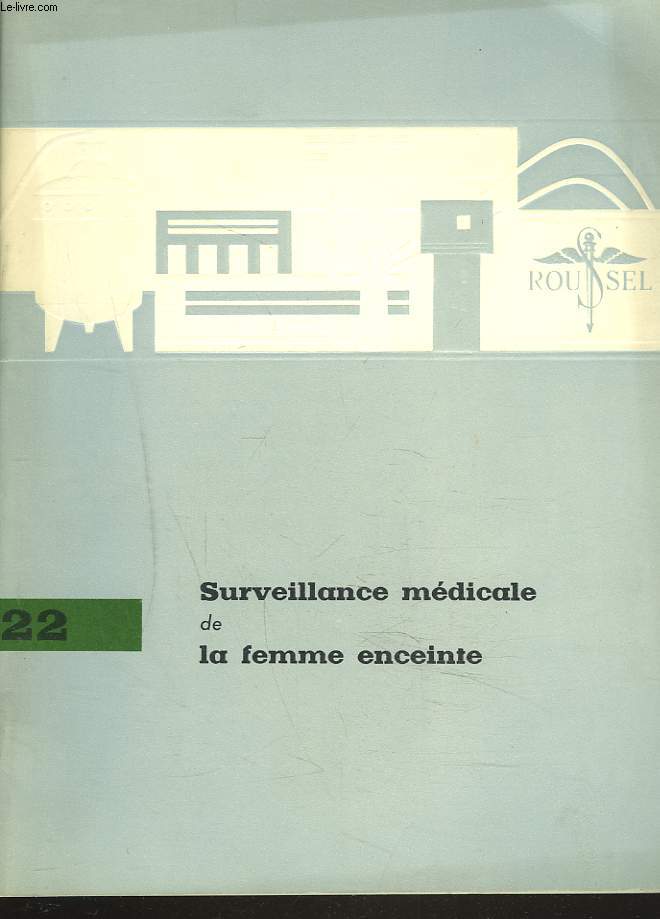 Le-livre.com
ROUSSEL
22
Surveillance médicale
de
la femme enceinte